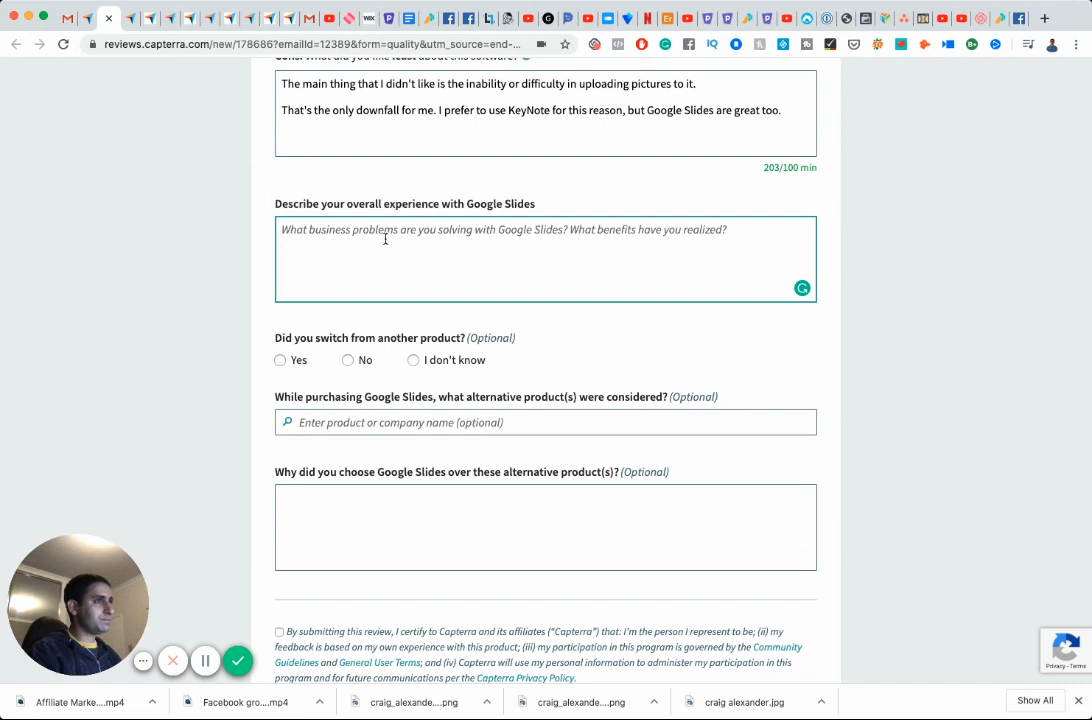 reviews.capterra.com/new/178686?emailId=12389&form=quality&utm_source=end-...
The main thing that I didn't like is the inability or difficulty in uploading pictures to it.
That's the only downfall for me. I prefer to use KeyNote for this reason, but Google Slides are great too.
203/100 min
Describe your overall experience with Google Slides
What business problems are you solving with Google Slides? What benefits have you realized?
Did you switch from another product? (Optional)
Yes No I don't know
While purchasing Google Slides, what alternative product(s) were considered? (Optional)
Enter product or company name (optional)
Why did you choose Google Slides over these alternative product(s)? (Optional)
By submitting this review, I certify to Capterra and its affiliates (“Capterra”) that: I'm the person I represent to be; (ii) my
feedback is based on my own experience with this product; (iii) my participation in this program is governed by the Community
Guidelines and General User Terms; and (iv) Capterra will use my personal information to administer my participation in this
program and for future communications per the Capterra Privacy Policy.
Privacy - Terms
Affiliate Marke....mp4 Facebook gro....mp4 craig_alexande....png craig_alexande....png craig alexander.jpg Show All